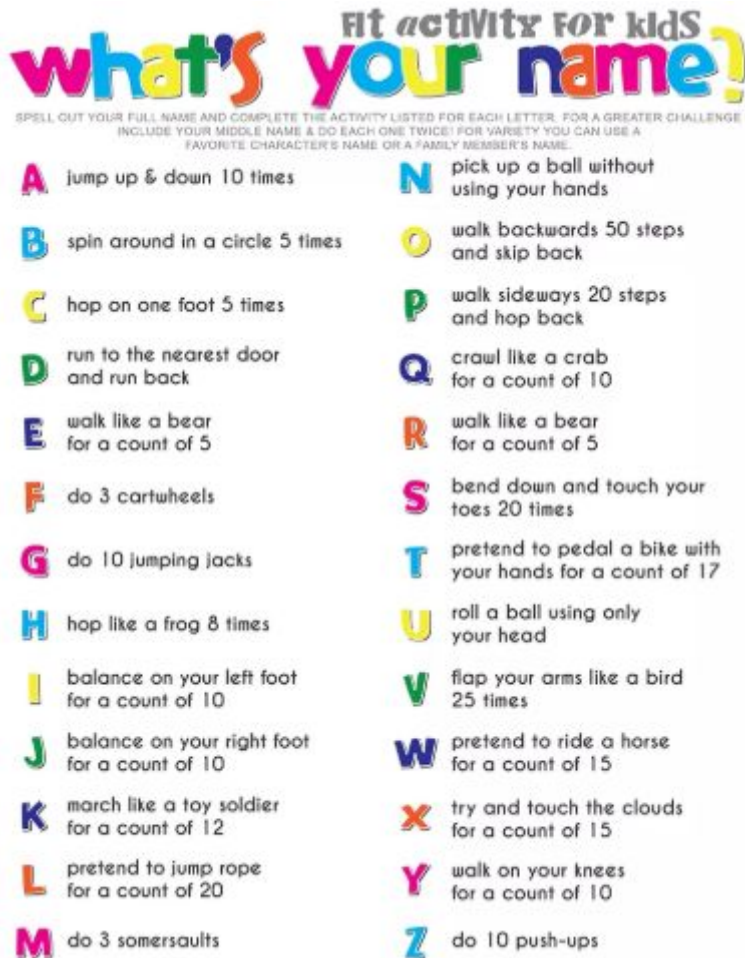 FIT activity FOR kids
what's your name?
SPELL OUT YOUR FULL NAME AND COMPLETE THE ACTIVITY LISTED FOR EACH LETTER. FOR A GREATER CHALLENGE
INCLUDE YOUR MIDDLE NAME & DO EACH ONE TWICE! FOR VARIETY YOU CAN USE A
FAVORITE CHARACTER'S NAME OR A FAMILY MEMBER'S NAME.
A jump up & down 10 times
B spin around in a circle 5 times
C hop on one foot 5 times
D run to the nearest door
and run back
E walk like a bear
for a count of 5
F do 3 cartwheels
G do 10 jumping jacks
H hop like a frog 8 times
I balance on your left foot
for a count of 10
J balance on your right foot
for a count of 10
K march like a toy soldier
for a count of 12
L pretend to jump rope
for a count of 20
M do 3 somersaults
N pick up a ball without
using your hands
O walk backwards 50 steps
and skip back
P walk sideways 20 steps
and hop back
Q crawl like a crab
for a count of 10
R walk like a bear
for a count of 5
S bend down and touch your
toes 20 times
T pretend to pedal a bike with
your hands for a count of 17
U roll a ball using only
your head
V flap your arms like a bird
25 times
W pretend to ride a horse
for a count of 15
X try and touch the clouds
for a count of 15
Y walk on your knees
for a count of 10
Z do 10 push-ups